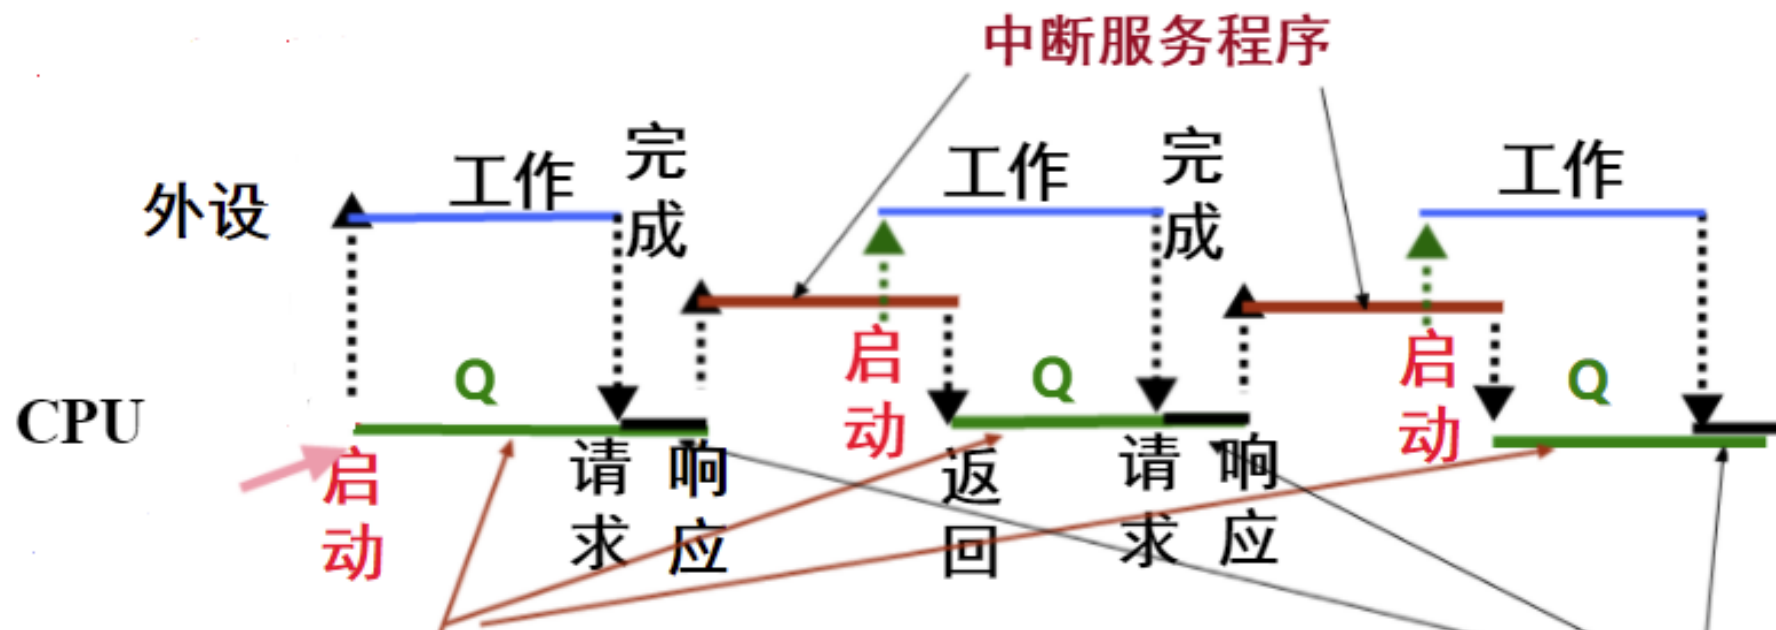 中断服务程序
外设
工作
完成
工作
完成
工作
启动
启动
CPU
Q
Q
Q
启动
请求
响应
返回
请求
响应